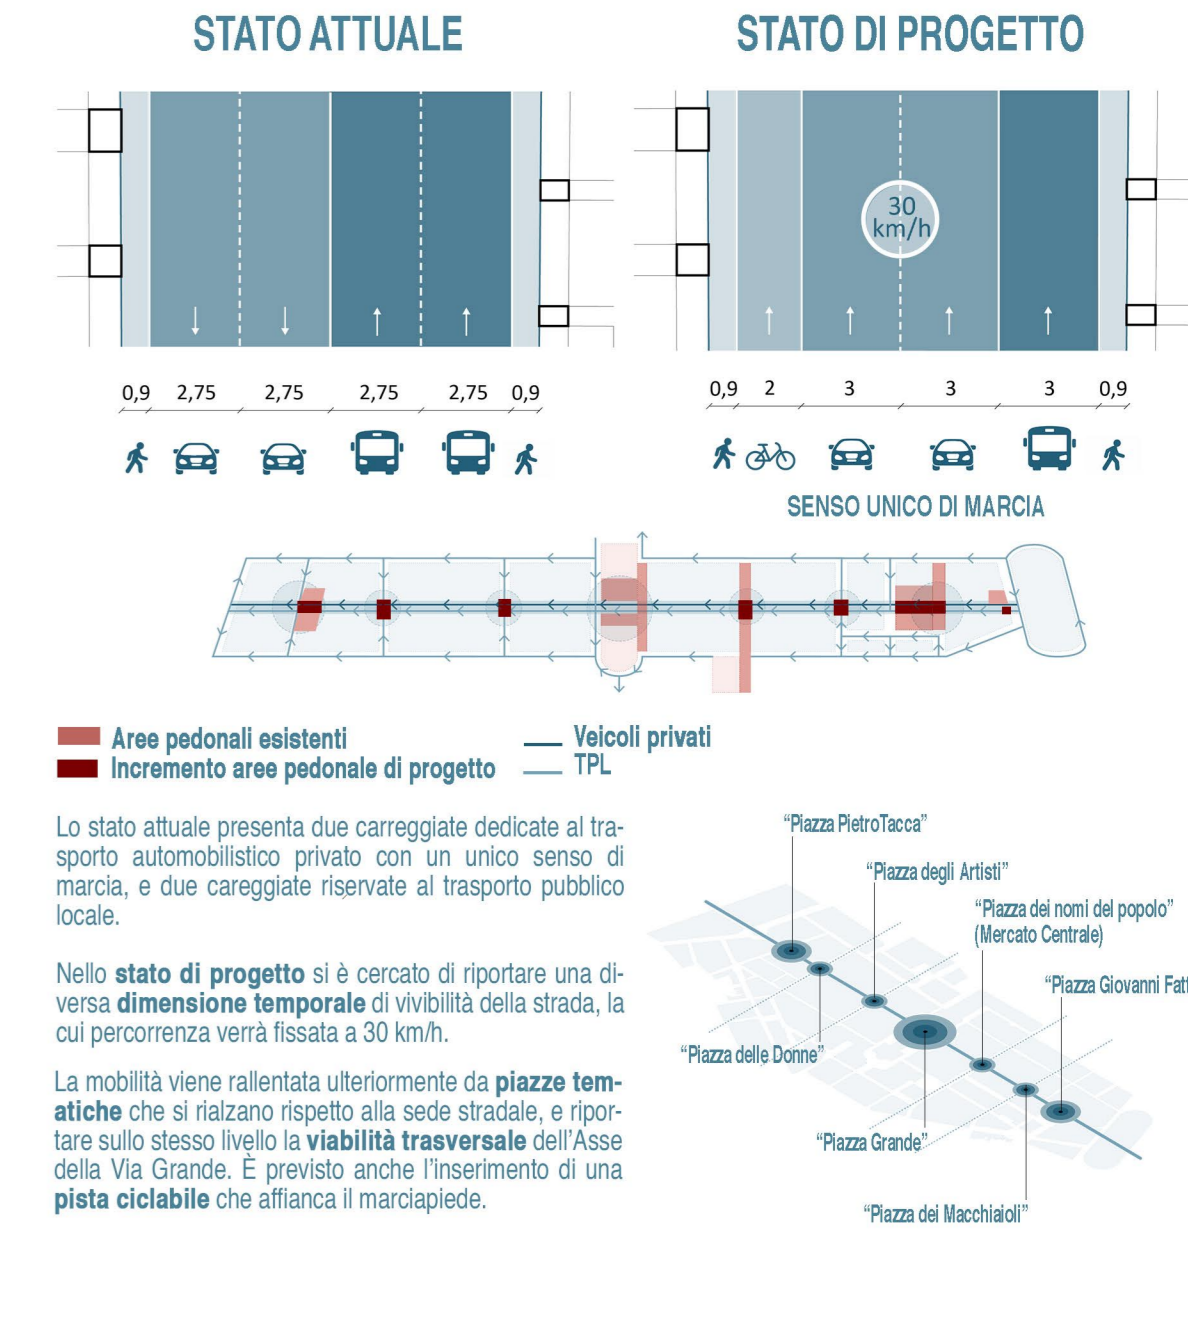 STATO ATTUALE
STATO DI PROGETTO
30
km/h
0,9 2,75 2,75 2,75 2,75 0,9
0,9 2 3 3 3 0,9
SENSO UNICO DI MARCIA
Aree pedonali esistenti
Incremento aree pedonale di progetto
Veicoli privati
TPL
Lo stato attuale presenta due carreggiate dedicate al tra-
sporto automobilistico privato con un unico senso di
marcia, e due careggiate riservate al trasporto pubblico
locale.
Nello stato di progetto si è cercato di riportare una di-
versa dimensione temporale di vivibilità della strada, la
cui percorrenza verrà fissata a 30 km/h.
La mobilità viene rallentata ulteriormente da piazze tem-
atiche che si rialzano rispetto alla sede stradale, e ripor-
tare sullo stesso livello la viabilità trasversale dell'Asse
della Via Grande. È previsto anche l'inserimento di una
pista ciclabile che affianca il marciapiede.
“Piazza PietroTacca”
“Piazza degli Artisti”
“Piazza dei nomi del popolo”
(Mercato Centrale)
“Piazza Giovanni Fatt
“Piazza delle Donne”
“Piazza Grande”
“Piazza dei Macchiaioli”